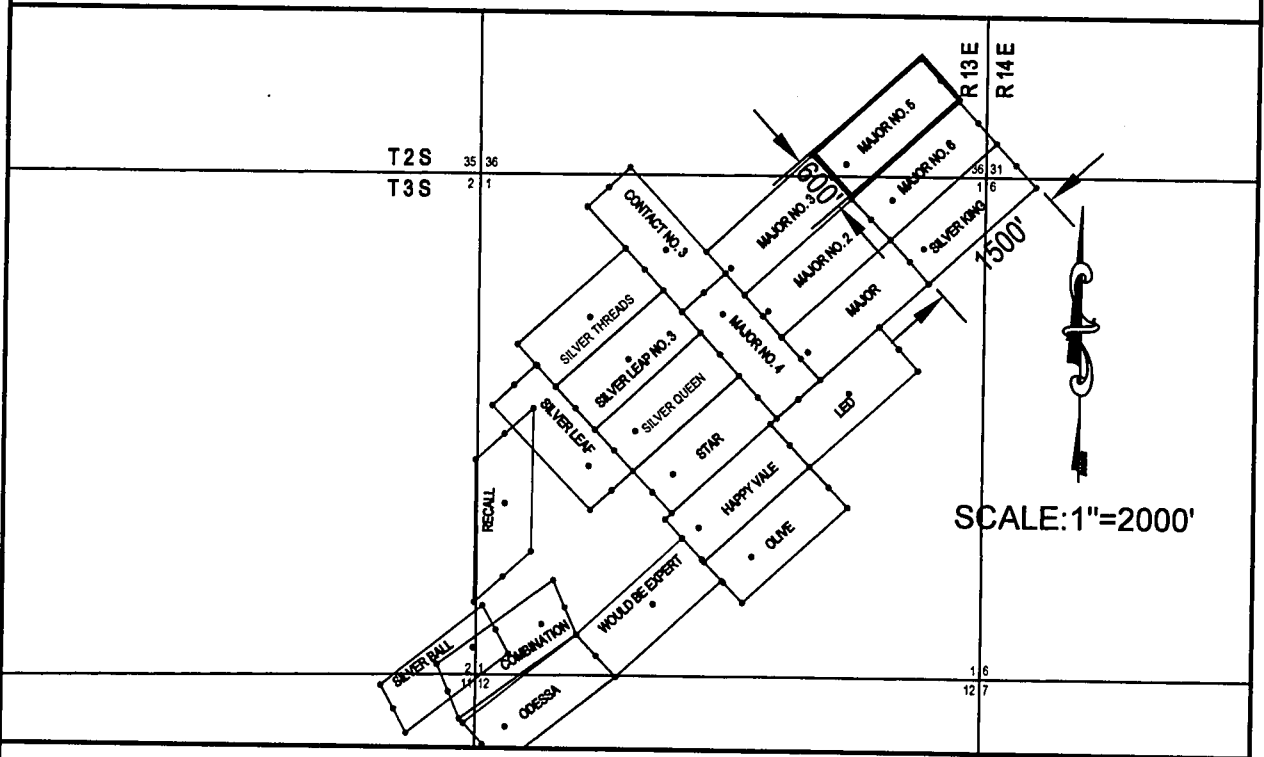 R13E
R14E
T2S
T3S
35 36
2 1
36 31
1 6
MAJOR NO. 5
MAJOR NO. 6
600'
MAJOR NO. 3
CONTACT NO. 3
MAJOR NO. 2
SILVER KING
1500'
MAJOR
SILVER THREADS
MAJOR NO. 4
SILVER LEAP NO. 3
SILVER QUEEN
LED
SILVER LEAF
STAR
HAPPY VALE
RECALL
OLIVE
SCALE:1"=2000'
WOULD BE EXPERT
COMBINATION
SILVER BALL
2 1
11 12
1 6
12 7
ODESSA